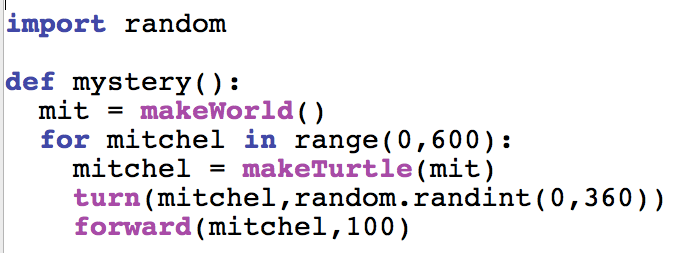 import random
def mystery():
  mit = makeWorld()
  for mitchel in range(0,600):
    mitchel = makeTurtle(mit)
    turn(mitchel,random.randint(0,360))
    forward(mitchel,100)